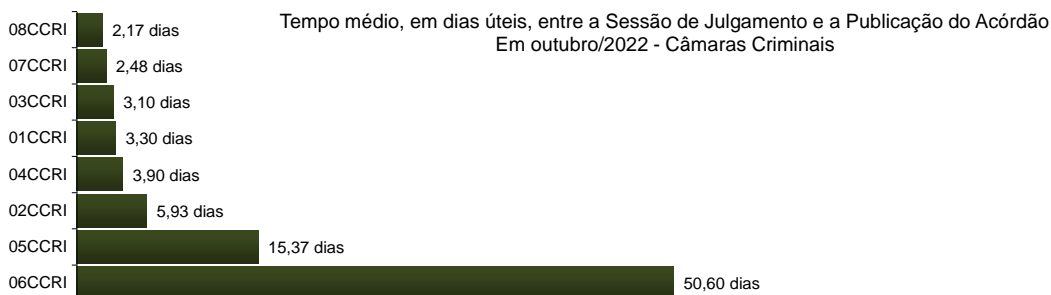 Tempo médio, em dias úteis, entre a Sessão de Julgamento e a Publicação do Acórdão
Em outubro/2022 - Câmaras Criminais
08CCRI 2,17 dias
07CCRI 2,48 dias
03CCRI 3,10 dias
01CCRI 3,30 dias
04CCRI 3,90 dias
02CCRI 5,93 dias
05CCRI 15,37 dias
06CCRI 50,60 dias